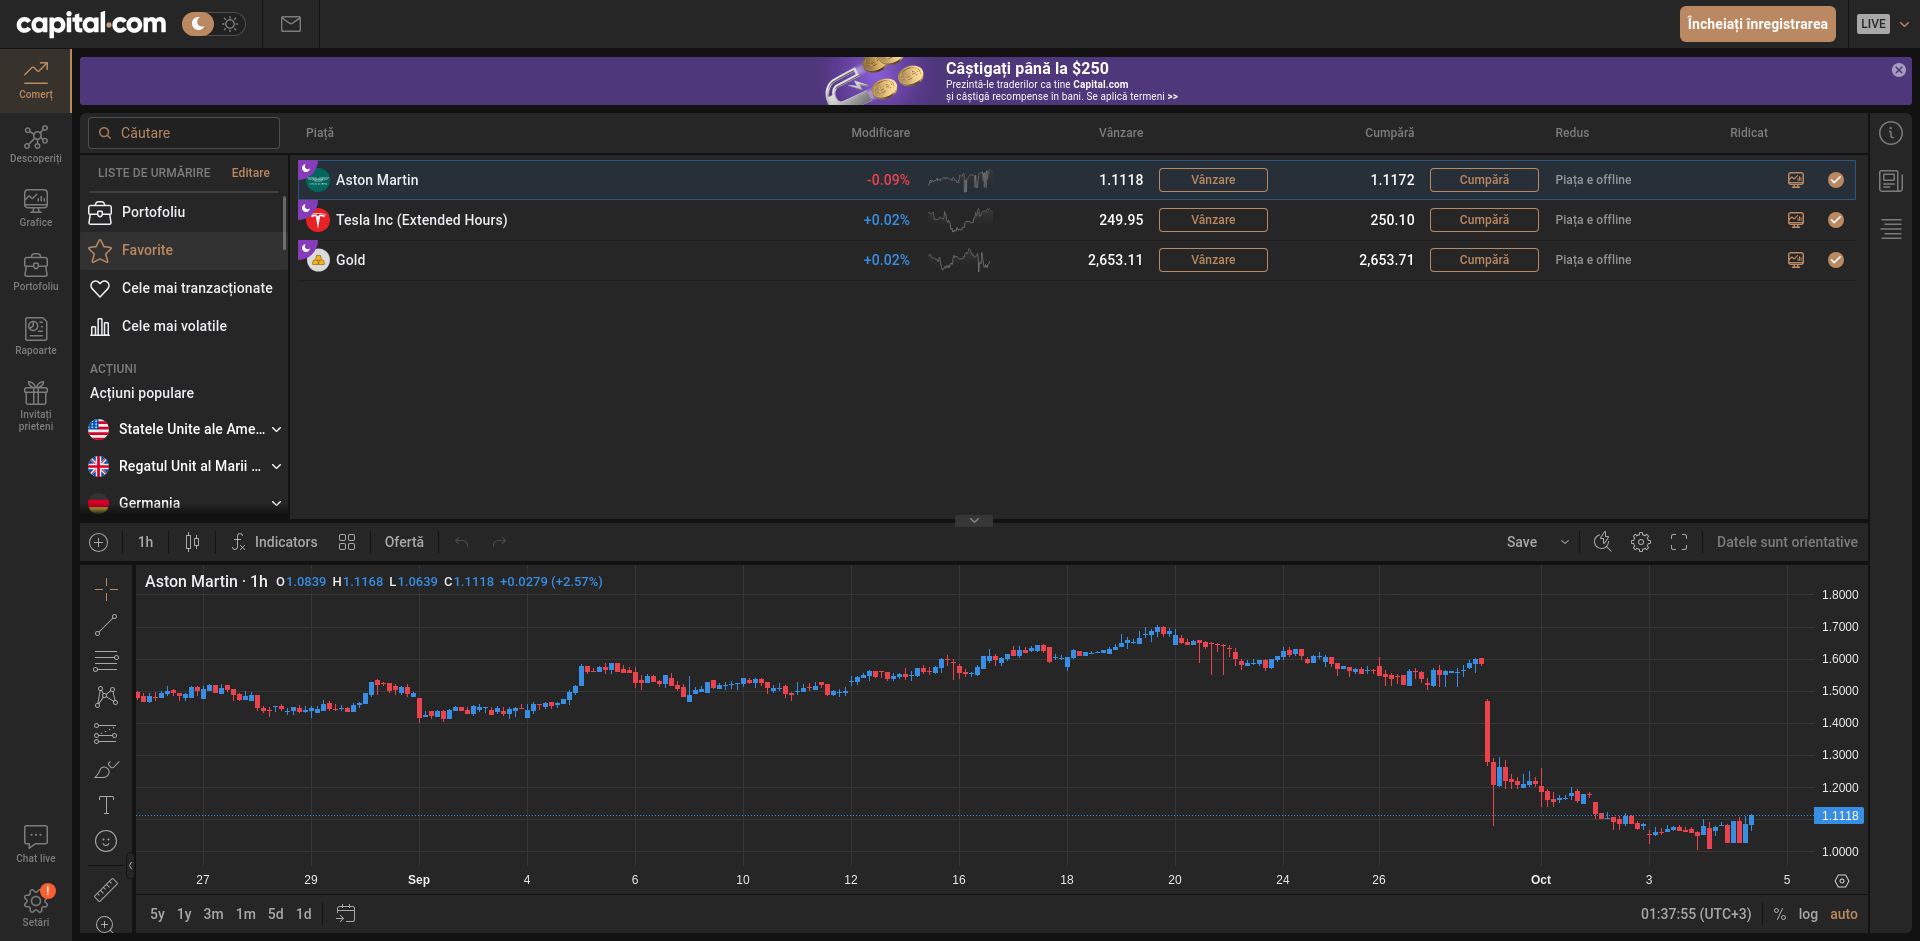 capital.com
Încheiați înregistrarea
LIVE
Câștigați până la $250
Prezintă-le traderilor ca tine Capital.com
și câștigă recompense în bani. Se aplică termeni >>
Comerț
Descoperiți
Grafice
Portofoliu
Rapoarte
Invitați
prieteni
Chat live
!
Setări
Căutare
Piață Modificare Vânzare Cumpără Redus Ridicat
LISTE DE URMĂRIRE Editare
Portofoliu
Favorite
Cele mai tranzacționate
Cele mai volatile
ACȚIUNI
Acțiuni populare
Statele Unite ale Ame...
Regatul Unit al Marii ...
Germania
Aston Martin -0.09% 1.1118 Vânzare 1.1172 Cumpără Piața e offline
Tesla Inc (Extended Hours) +0.02% 249.95 Vânzare 250.10 Cumpără Piața e offline
Gold +0.02% 2,653.11 Vânzare 2,653.71 Cumpără Piața e offline
1h Indicators Ofertă Save Datele sunt orientative
Aston Martin · 1h O1.0839 H1.1168 L1.0639 C1.1118 +0.0279 (+2.57%)
1.8000
1.7000
1.6000
1.5000
1.4000
1.3000
1.2000
1.1118
1.0000
27 29 Sep 4 6 10 12 16 18 20 24 26 Oct 3 5
5y 1y 3m 1m 5d 1d 01:37:55 (UTC+3) % log auto